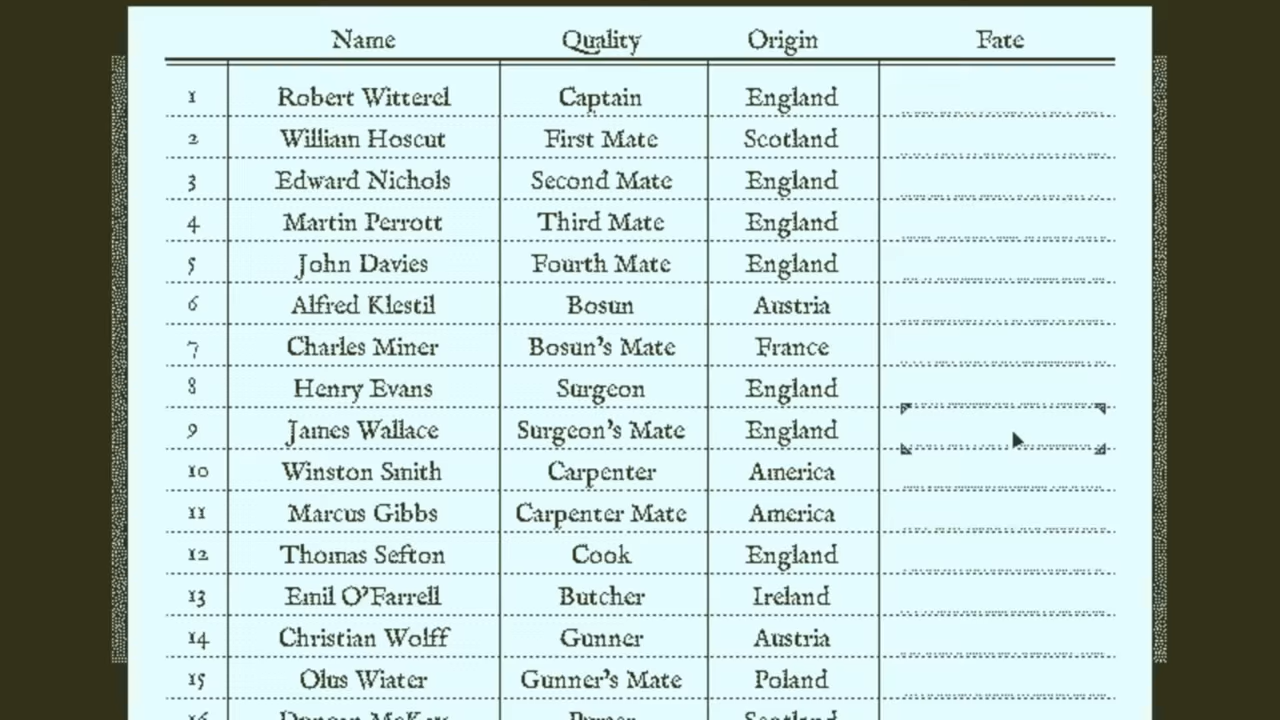 Name Quality Origin Fate
1 Robert Witterel Captain England
2 William Hoscut First Mate Scotland
3 Edward Nichols Second Mate England
4 Martin Perrott Third Mate England
5 John Davies Fourth Mate England
6 Alfred Klestil Bosun Austria
7 Charles Miner Bosun's Mate France
8 Henry Evans Surgeon England
9 James Wallace Surgeon's Mate England
10 Winston Smith Carpenter America
11 Marcus Gibbs Carpenter Mate America
12 Thomas Sefton Cook England
13 Emil O'Farrell Butcher Ireland
14 Christian Wolff Gunner Austria
15 Olus Wiater Gunner's Mate Poland